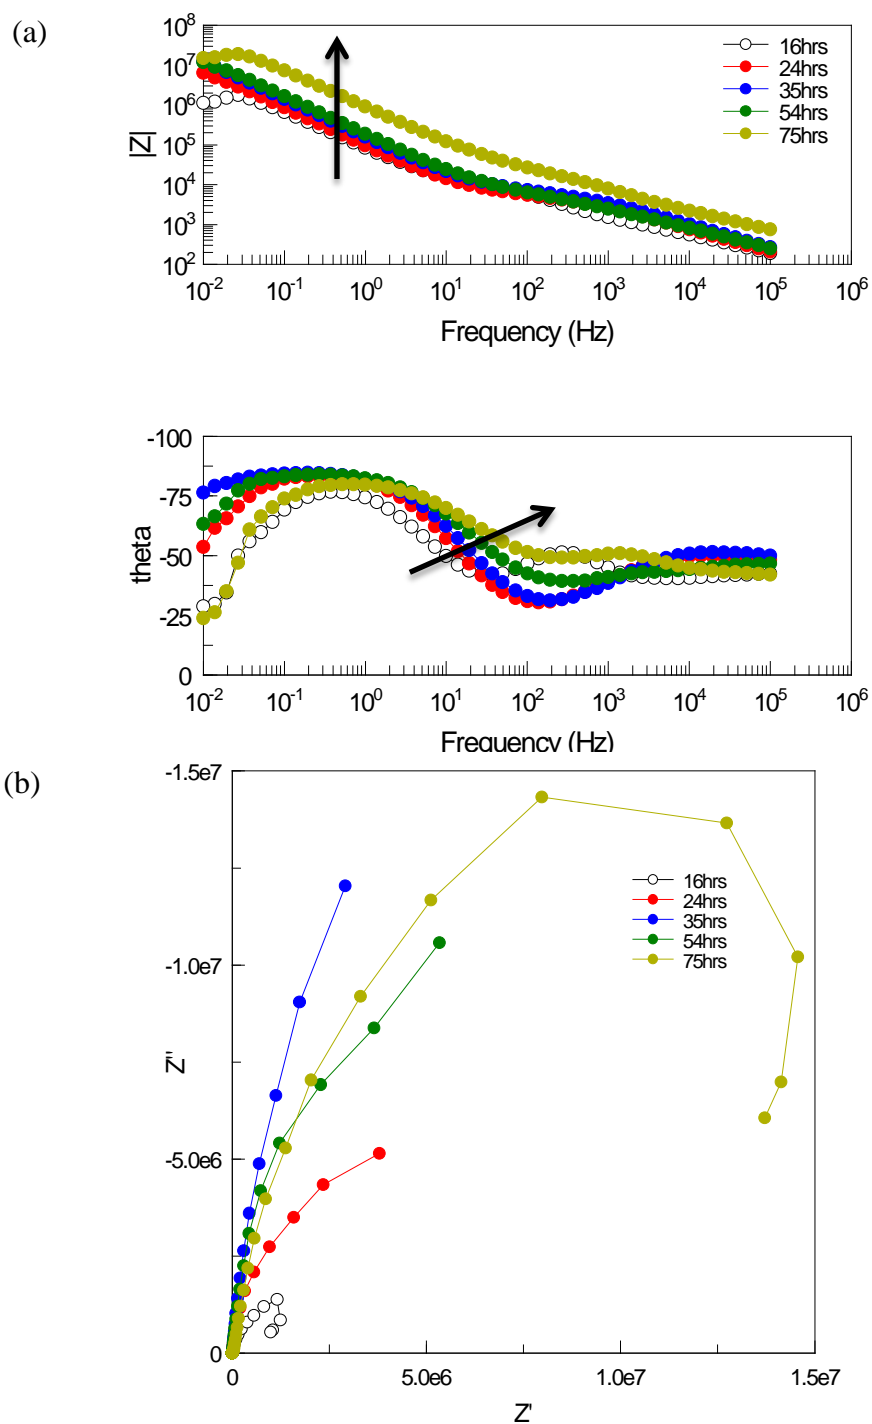 (a)
10^8
10^7
10^6
10^5
10^4
10^3
10^2
|Z|
16hrs
24hrs
35hrs
54hrs
75hrs
10^-2 10^-1 10^0 10^1 10^2 10^3 10^4 10^5 10^6
Frequency (Hz)
-100
-75
-50
-25
0
theta
10^-2 10^-1 10^0 10^1 10^2 10^3 10^4 10^5 10^6
Frequency (Hz)
(b)
-1.5e7
-1.0e7
-5.0e6
0
Z''
16hrs
24hrs
35hrs
54hrs
75hrs
0 5.0e6 1.0e7 1.5e7
Z'